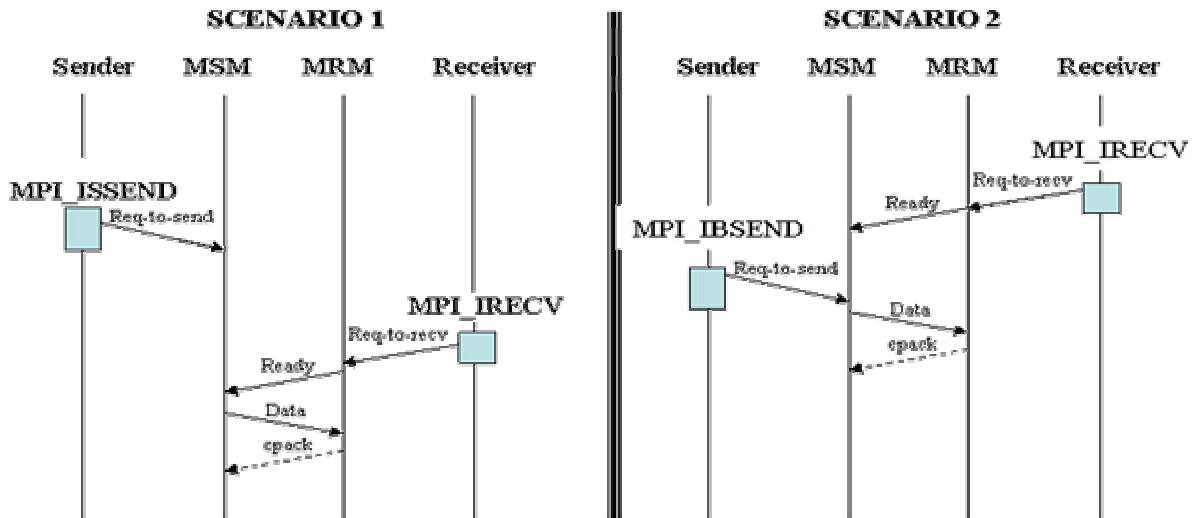 SCENARIO 1
Sender MSM MRM Receiver
MPI_ISSEND
Req-to-send
MPI_IRECV
Req-to-recv
Ready
Data
cpack
SCENARIO 2
Sender MSM MRM Receiver
MPI_IRECV
Req-to-recv
Ready
MPI_IBSEND
Req-to-send
Data
cpack